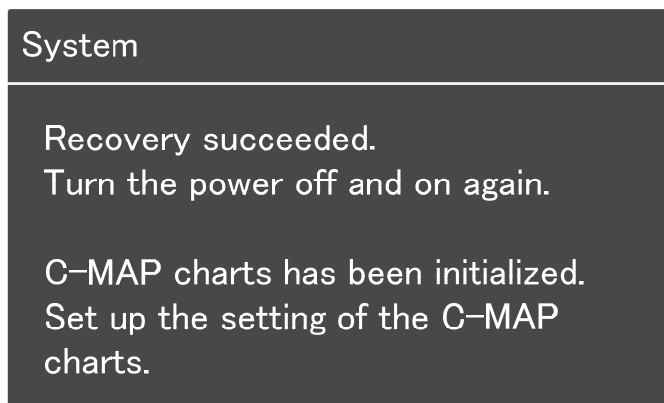 System
Recovery succeeded.
Turn the power off and on again.
C-MAP charts has been initialized.
Set up the setting of the C-MAP
charts.